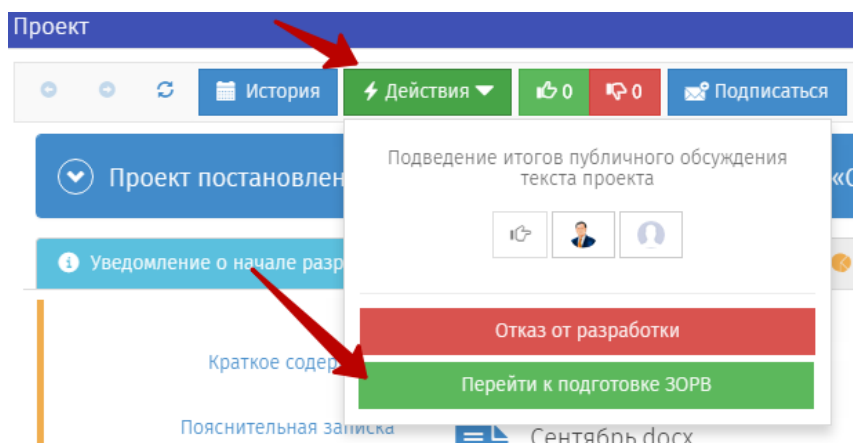 Проект
История
Действия
0
0
Подписаться
Подведение итогов публичного обсуждения
текста проекта
Проект постановлен
Уведомление о начале разр
Отказ от разработки
Краткое содер
Перейти к подготовке ЗОРВ
Пояснительная записка
Сентябрь.docx